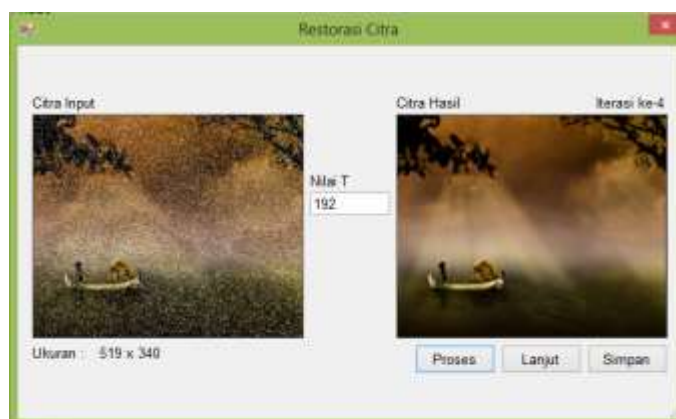 Restorasi Citra
Citra Input
Citra Hasil
Iterasi ke-4
Nilai T
192
Ukuran : 519 x 340
Proses
Lanjut
Simpan